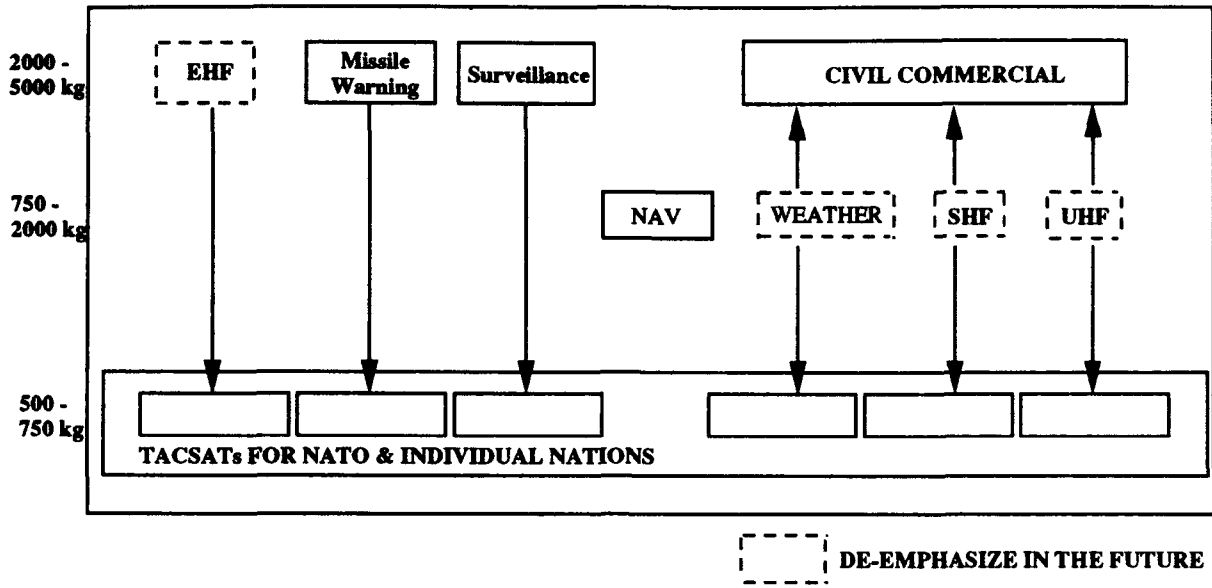 2000 -
5000 kg
EHF
Missile
Warning
Surveillance
CIVIL COMMERCIAL
750 -
2000 kg
NAV
WEATHER
SHF
UHF
500 -
750 kg
TACSATs FOR NATO & INDIVIDUAL NATIONS
DE-EMPHASIZE IN THE FUTURE